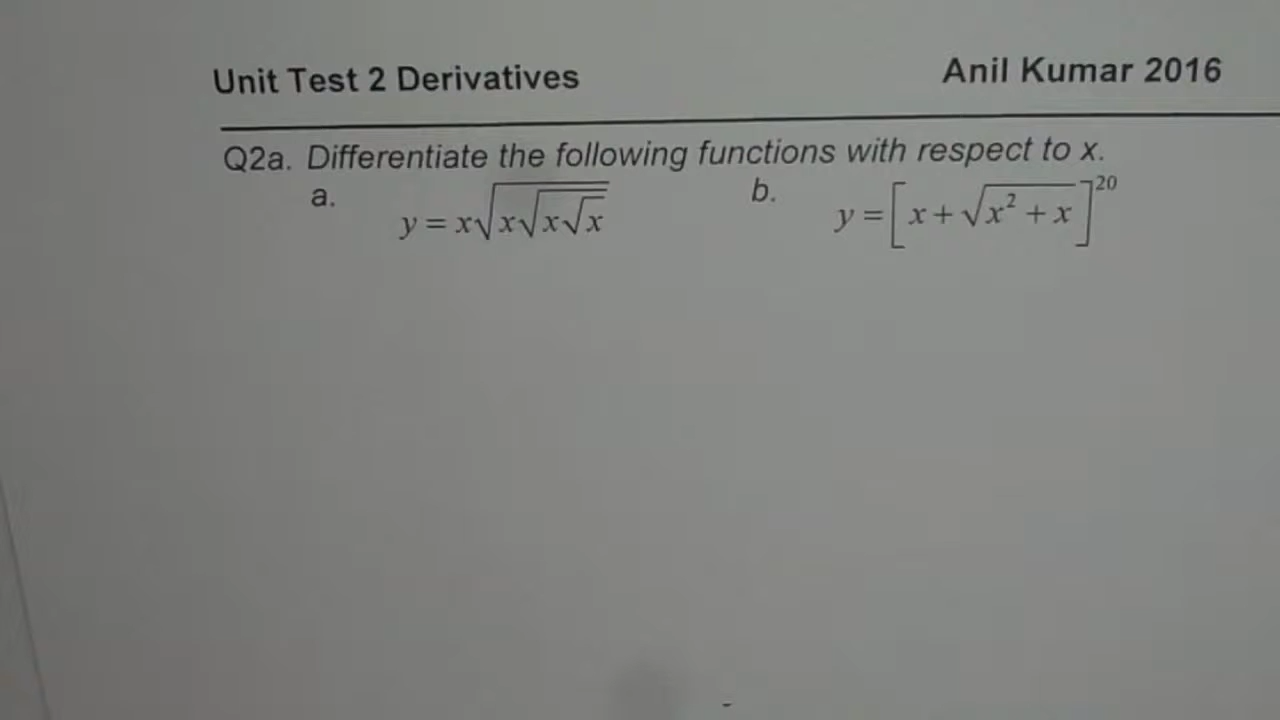 Unit Test 2 Derivatives Anil Kumar 2016
Q2a. Differentiate the following functions with respect to x.
a. y = x√(x√(x√x)) b. y = [x + √(x² + x)]²⁰